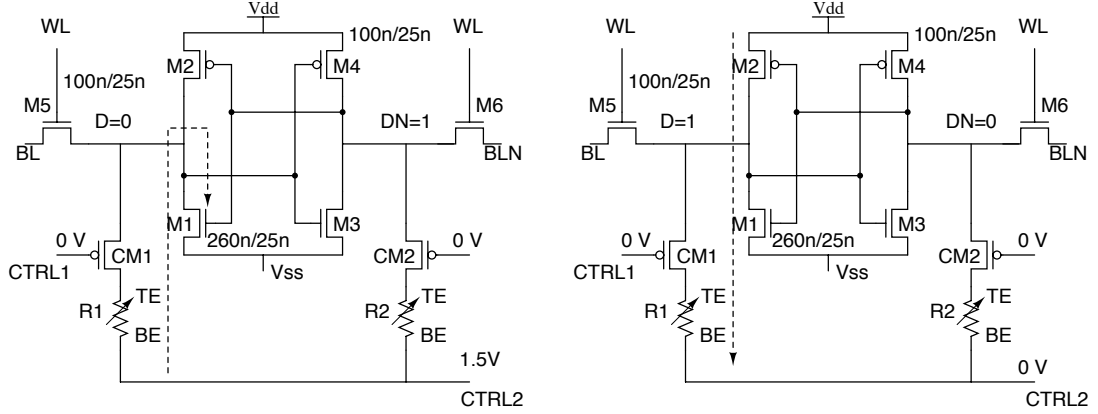 Vdd
WL
100n/25n
WL
M2
M4
100n/25n
M5
D=0
DN=1
M6
BL
BLN
M1
M3
260n/25n
0 V
CM1
Vss
CM2
0 V
CTRL1
R1
TE
BE
R2
TE
BE
1.5V
CTRL2
Vdd
WL
100n/25n
WL
M2
M4
100n/25n
M5
D=1
DN=0
M6
BL
BLN
M1
M3
260n/25n
0 V
CM1
Vss
CM2
0 V
CTRL1
R1
TE
BE
R2
TE
BE
0 V
CTRL2